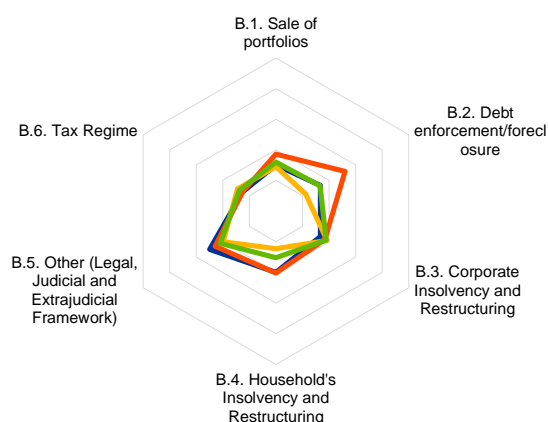 B.1. Sale of
portfolios
B.2. Debt
enforcement/forecl
osure
B.3. Corporate
Insolvency and
Restructuring
B.4. Household's
Insolvency and
Restructuring
B.5. Other (Legal,
Judicial and
Extrajudicial
Framework)
B.6. Tax Regime